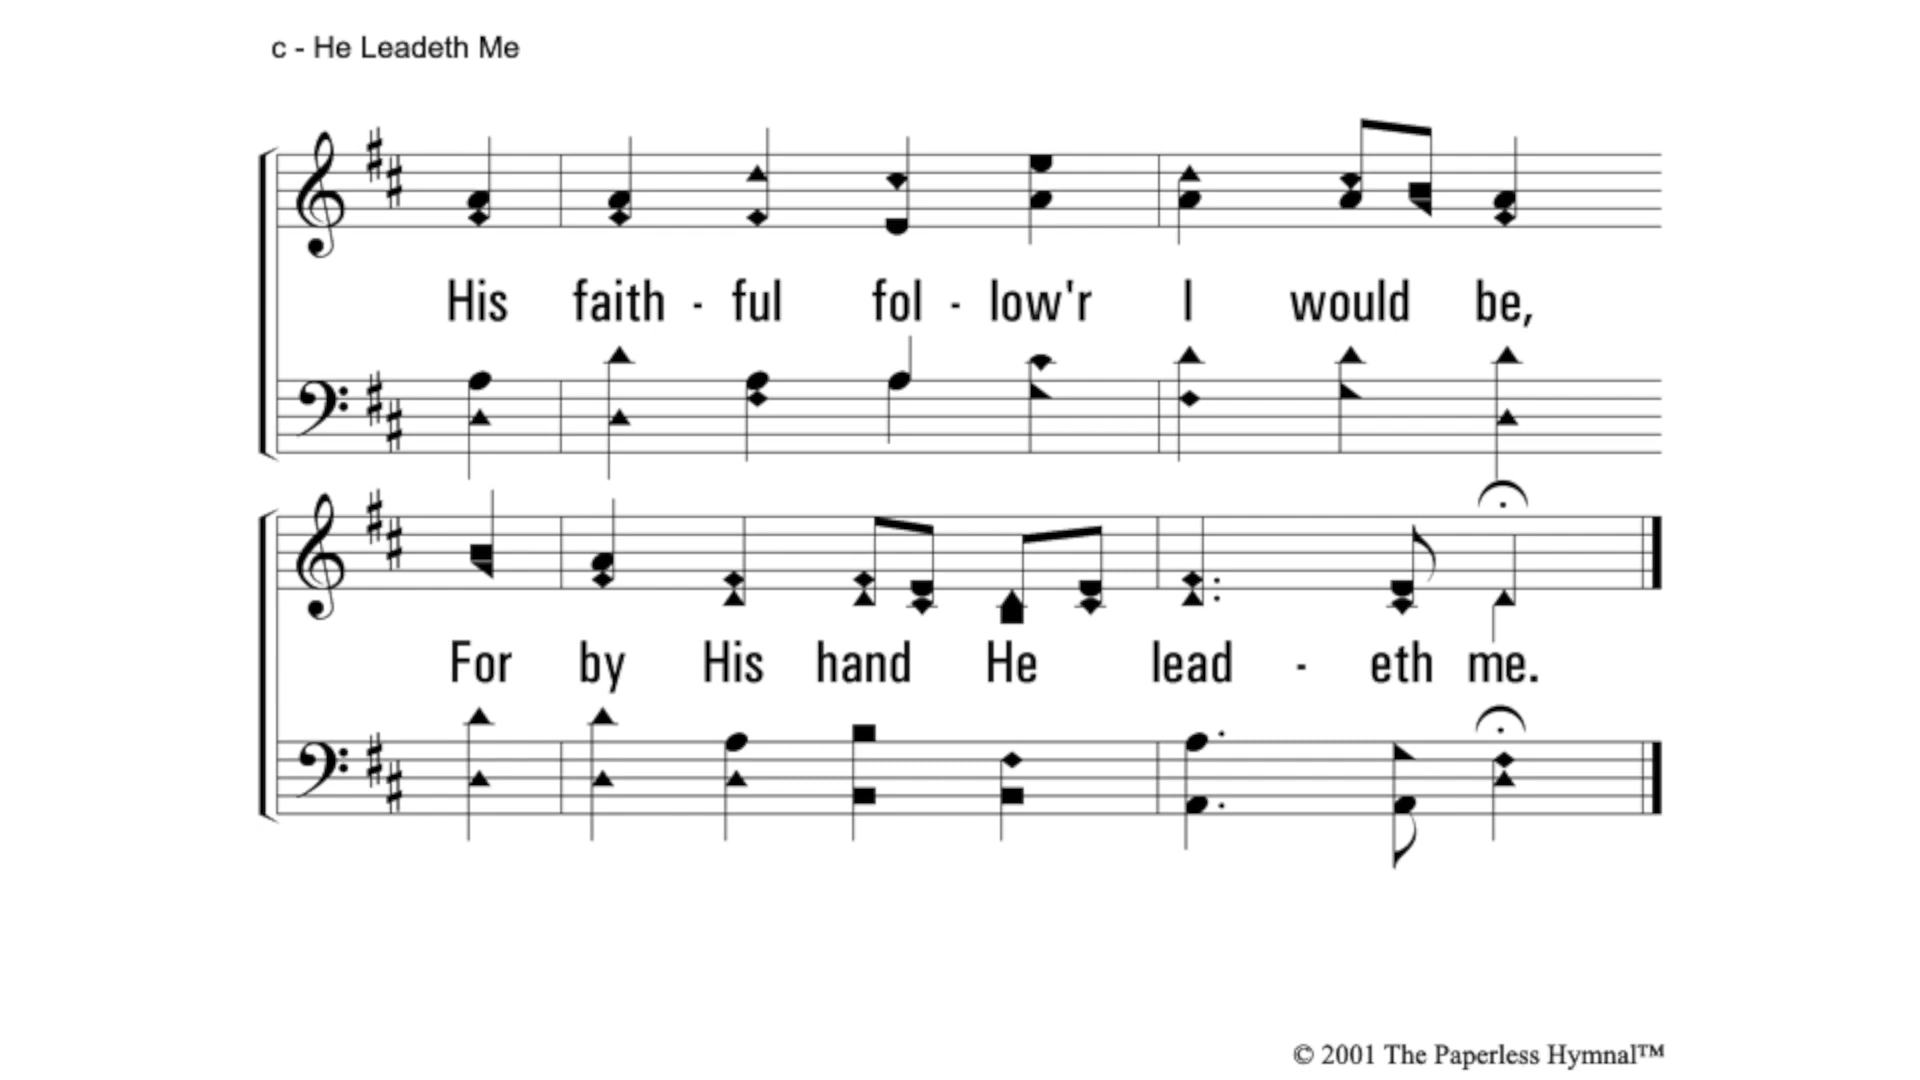 c - He Leadeth Me
His faith - ful fol - low'r I would be,
For by His hand He lead - eth me.
© 2001 The Paperless Hymnal™